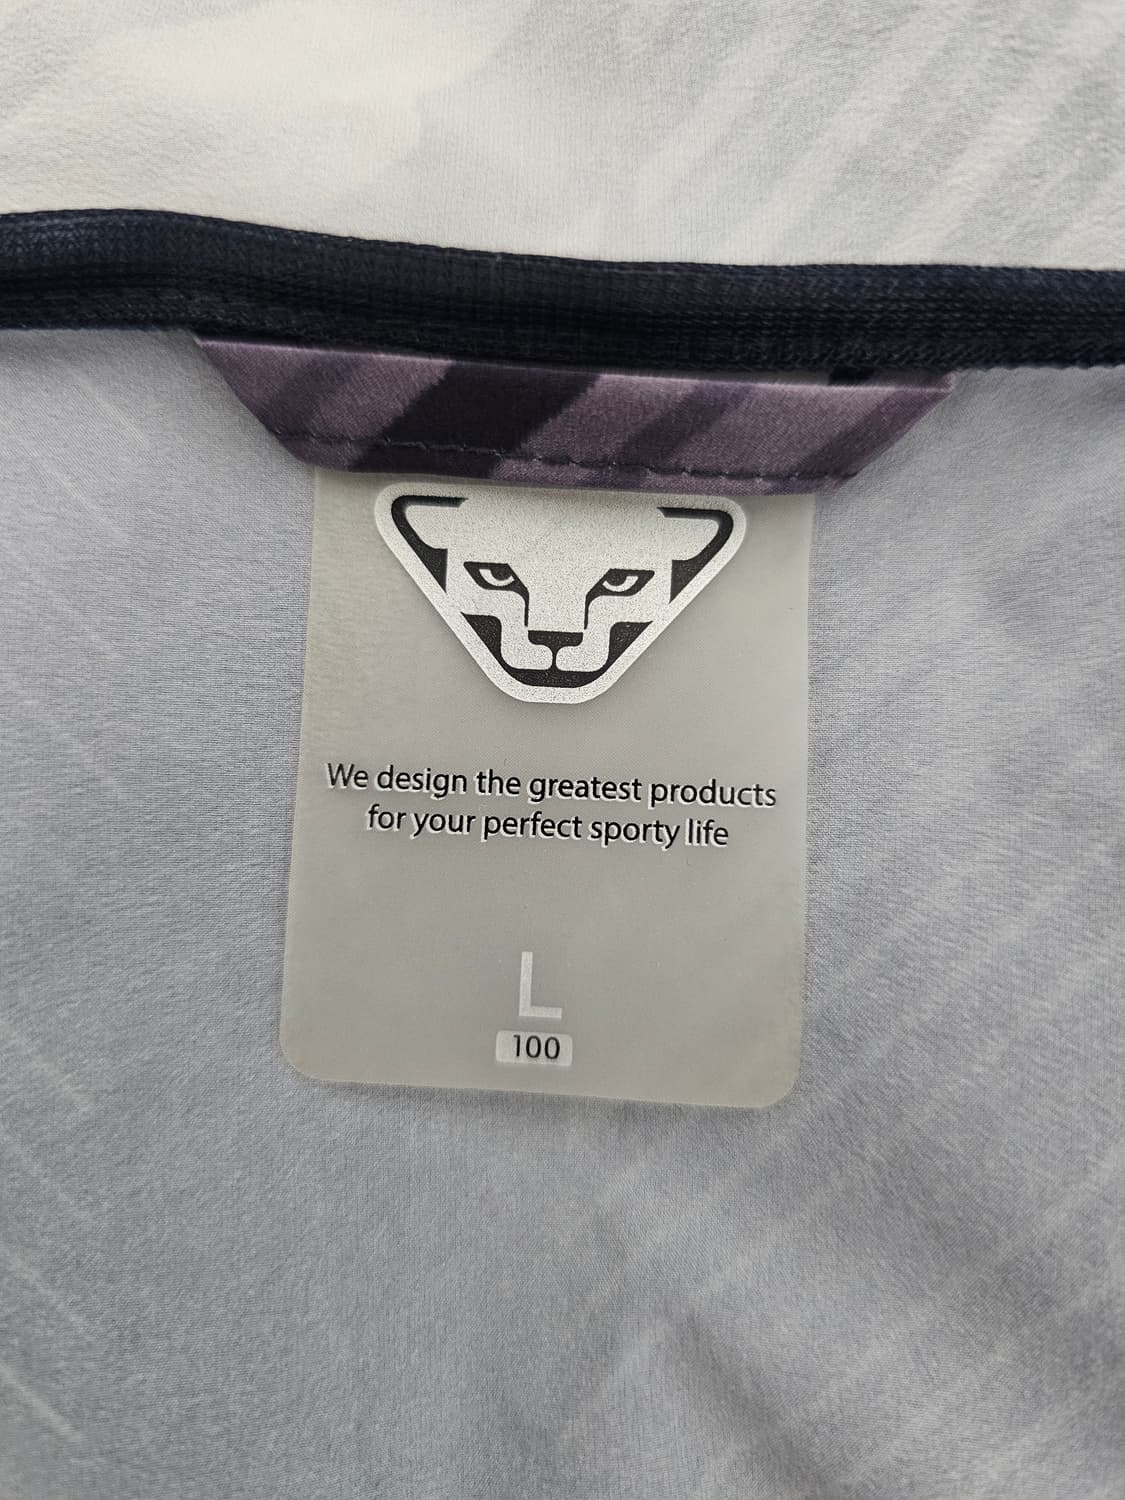 We design the greatest products
for your perfect sporty life
L
100